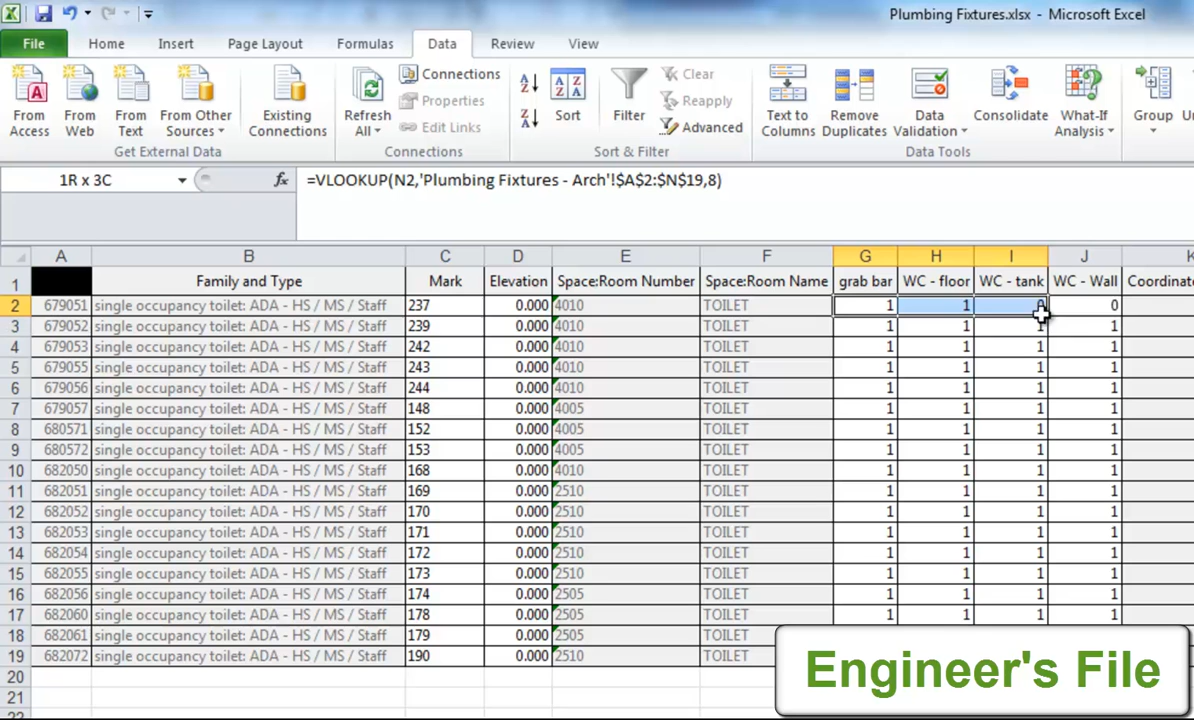 Plumbing Fixtures.xlsx - Microsoft Excel
File Home Insert Page Layout Formulas Data Review View
From Access From Web From Text From Other Sources Existing Connections Refresh All Connections Properties Edit Links Sort Filter Clear Reapply Advanced Text to Columns Remove Duplicates Data Validation Consolidate What-If Analysis Group
Get External Data Connections Sort & Filter Data Tools
1R x 3C fx =VLOOKUP(N2,'Plumbing Fixtures - Arch'!$A$2:$N$19,8)
A B C D E F G H I J K
1 Family and Type Mark Elevation Space:Room Number Space:Room Name grab bar WC - floor WC - tank WC - Wall
2 679051 single occupancy toilet: ADA - HS / MS / Staff 237 0.000 4010 TOILET 1 1 0 0
3 679052 single occupancy toilet: ADA - HS / MS / Staff 239 0.000 4010 TOILET 1 1 1 1
4 679053 single occupancy toilet: ADA - HS / MS / Staff 242 0.000 4010 TOILET 1 1 1 1
5 679055 single occupancy toilet: ADA - HS / MS / Staff 243 0.000 4010 TOILET 1 1 1 1
6 679056 single occupancy toilet: ADA - HS / MS / Staff 244 0.000 4010 TOILET 1 1 1 1
7 679057 single occupancy toilet: ADA - HS / MS / Staff 148 0.000 4005 TOILET 1 1 1 1
8 680571 single occupancy toilet: ADA - HS / MS / Staff 152 0.000 4005 TOILET 1 1 1 1
9 680572 single occupancy toilet: ADA - HS / MS / Staff 153 0.000 4005 TOILET 1 1 1 1
10 682050 single occupancy toilet: ADA - HS / MS / Staff 168 0.000 4010 TOILET 1 1 1 1
11 682051 single occupancy toilet: ADA - HS / MS / Staff 169 0.000 2510 TOILET 1 1 1 1
12 682052 single occupancy toilet: ADA - HS / MS / Staff 170 0.000 2510 TOILET 1 1 1 1
13 682053 single occupancy toilet: ADA - HS / MS / Staff 171 0.000 2510 TOILET 1 1 1 1
14 682054 single occupancy toilet: ADA - HS / MS / Staff 172 0.000 2510 TOILET 1 1 1 1
15 682055 single occupancy toilet: ADA - HS / MS / Staff 173 0.000 2510 TOILET 1 1 1 1
16 682056 single occupancy toilet: ADA - HS / MS / Staff 174 0.000 2505 TOILET 1 1 1 1
17 682060 single occupancy toilet: ADA - HS / MS / Staff 178 0.000 2505 TOILET 1 1 1 1
18 682061 single occupancy toilet: ADA - HS / MS / Staff 179 0.000 2505 TOILET
19 682072 single occupancy toilet: ADA - HS / MS / Staff 190 0.000 2510 TOILET
20
21
Engineer's File